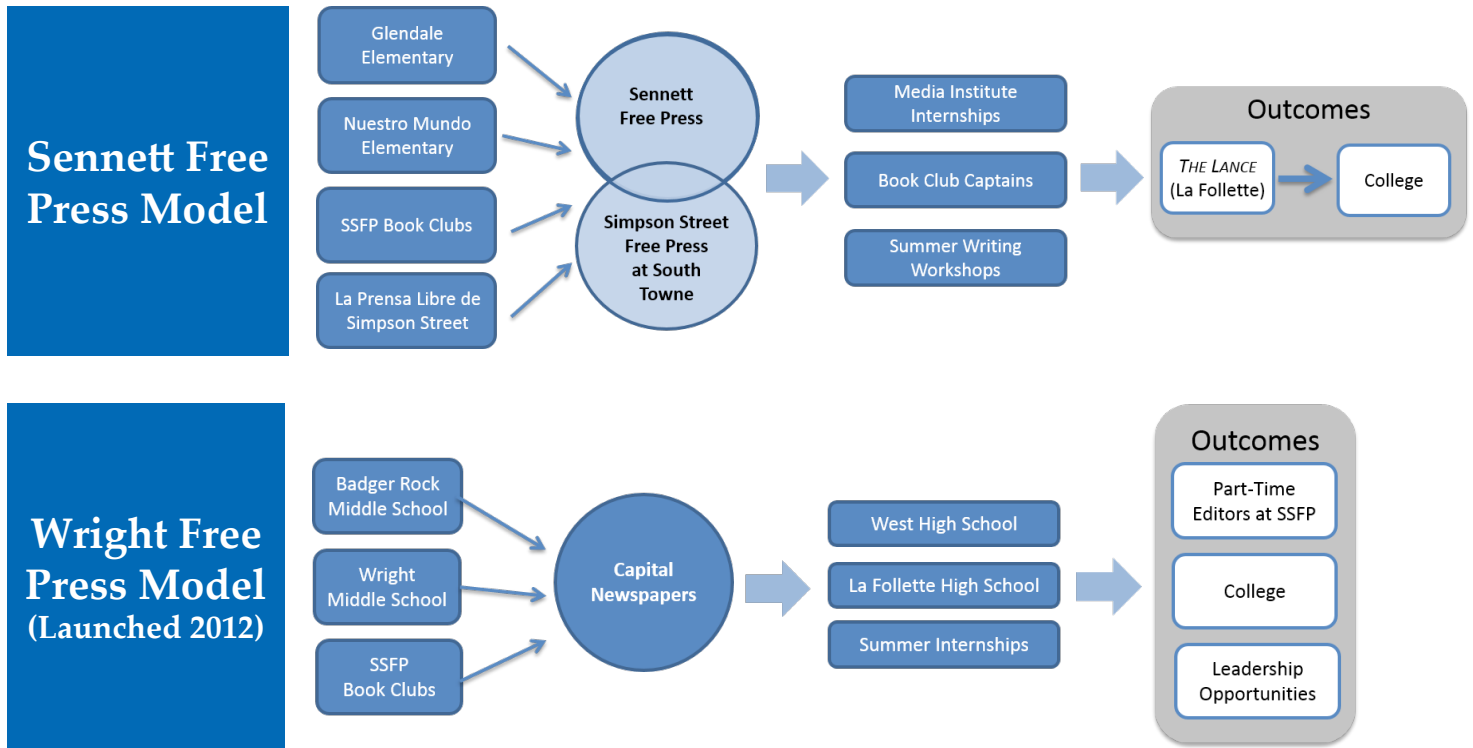 Sennett Free
Press Model
Glendale
Elementary
Nuestro Mundo
Elementary
SSFP Book Clubs
La Prensa Libre de
Simpson Street
Sennett
Free Press
Simpson Street
Free Press
at South
Towne
Media Institute
Internships
Book Club Captains
Summer Writing
Workshops
Outcomes
THE LANCE
(La Follette)
College
Wright Free
Press Model
(Launched 2012)
Badger Rock
Middle School
Wright
Middle School
SSFP
Book Clubs
Capital
Newspapers
West High School
La Follette High School
Summer Internships
Outcomes
Part-Time
Editors at SSFP
College
Leadership
Opportunities